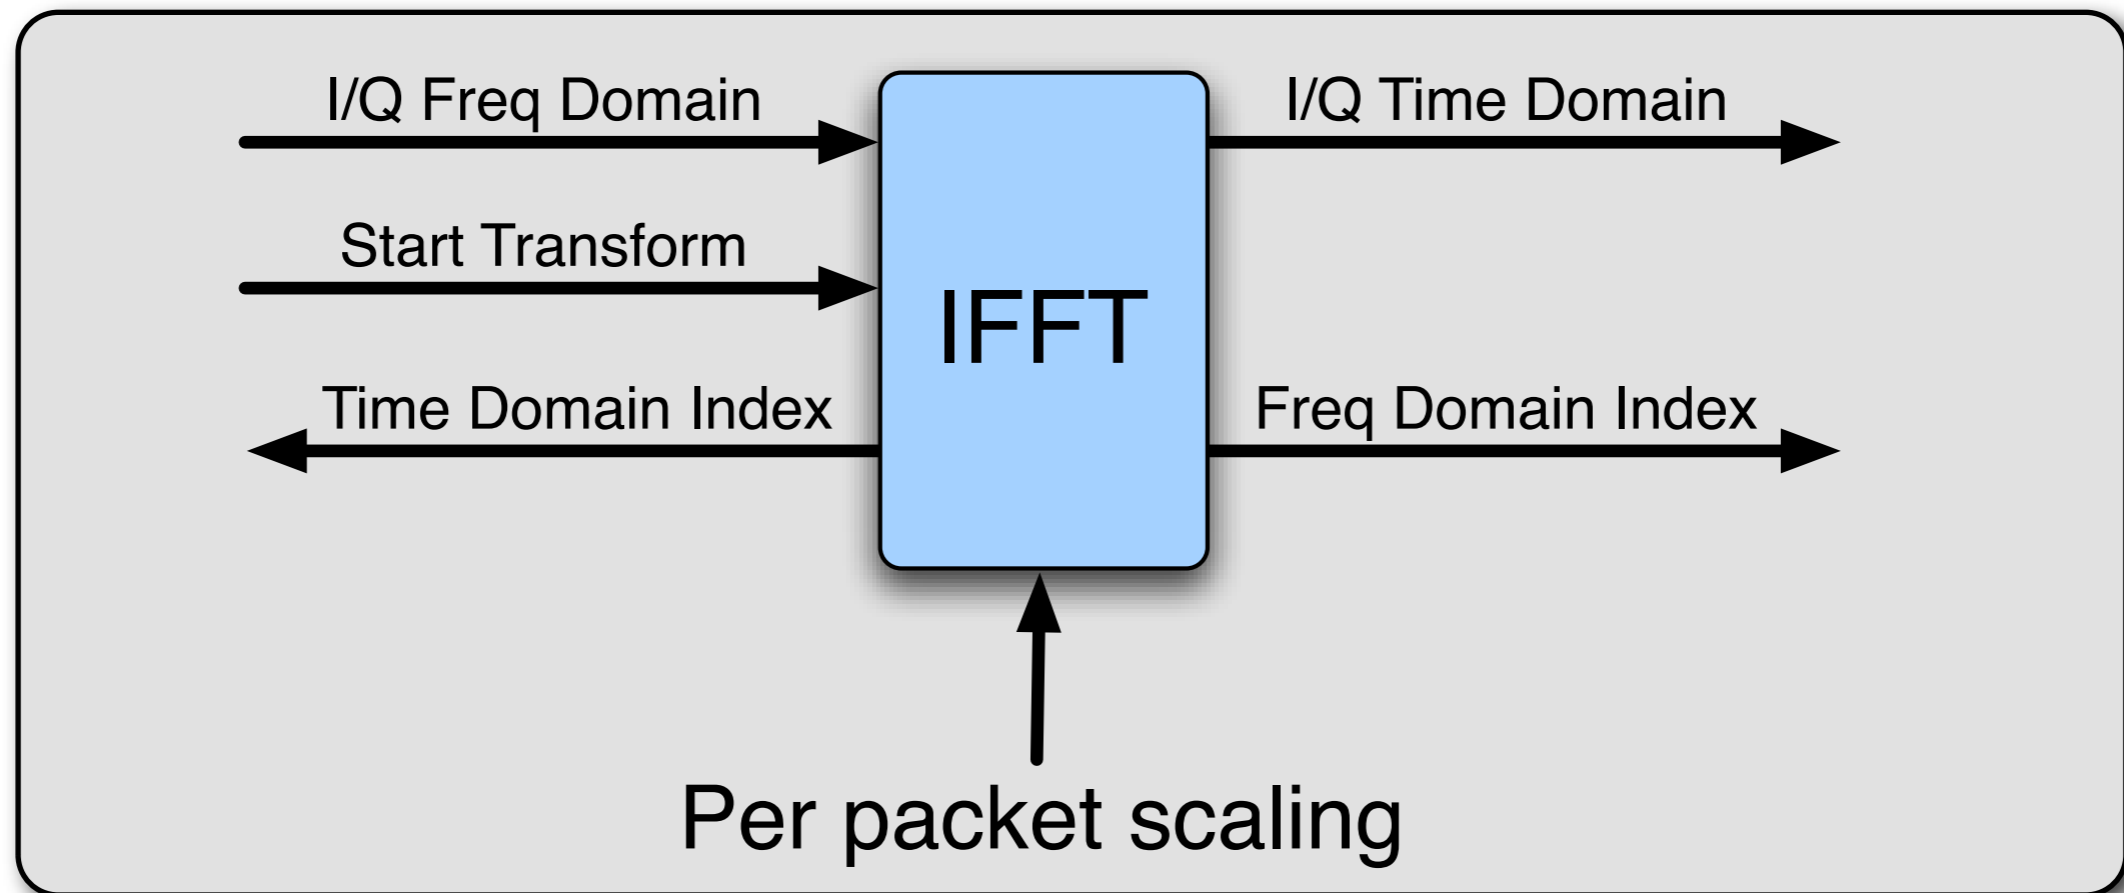 I/Q Freq Domain
I/Q Time Domain
Start Transform
IFFT
Time Domain Index
Freq Domain Index
Per packet scaling